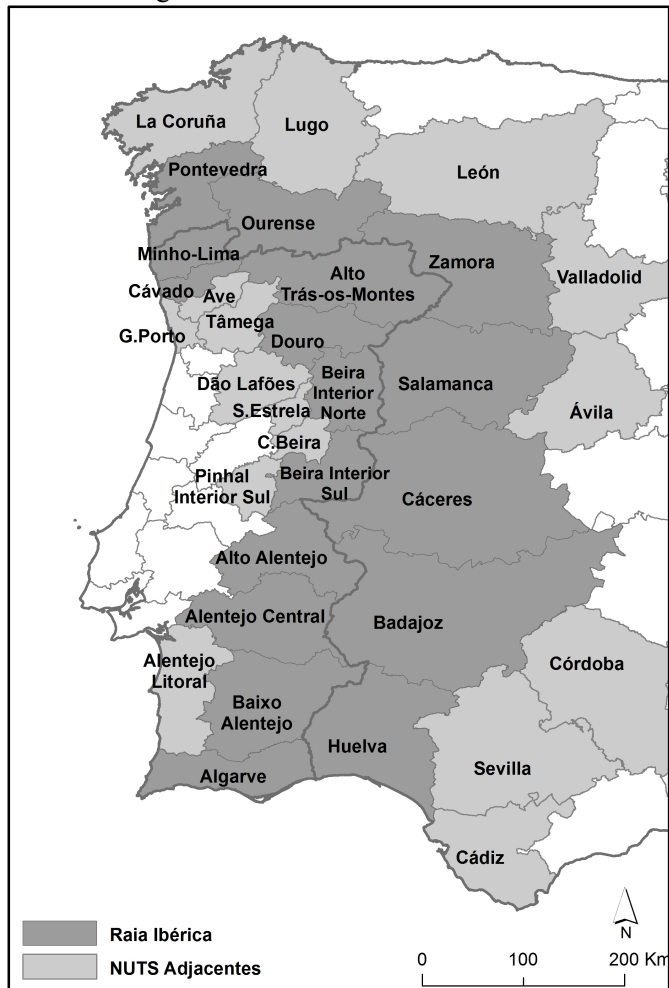 La Coruña
Lugo
León
Pontevedra
Ourense
Minho-Lima
Zamora
Valladolid
Alto
Trás-os-Montes
Cávado
Ave
Tâmega
G.Porto
Douro
Dão Lafões
Beira
Interior
Norte
Salamanca
Ávila
S.Estrela
C.Beira
Pinhal
Interior Sul
Beira Interior
Sul
Cáceres
Alto Alentejo
Alentejo Central
Badajoz
Córdoba
Alentejo
Litoral
Baixo
Alentejo
Huelva
Sevilla
Algarve
Cádiz
Raia Ibérica
NUTS Adjacentes
N
0 100 200 Km